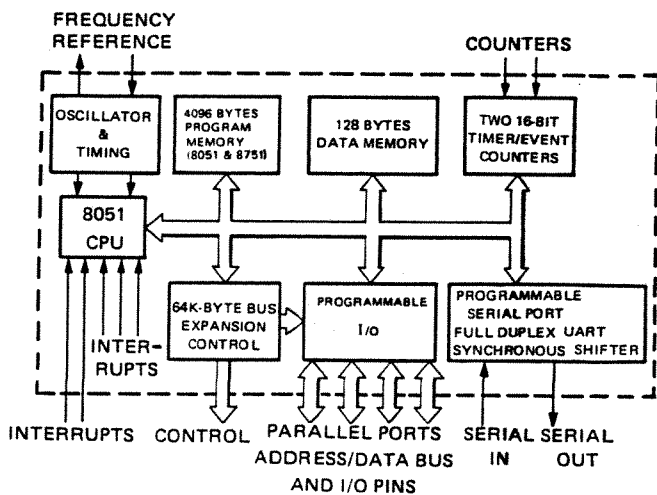 FREQUENCY
REFERENCE
COUNTERS
OSCILLATOR
&
TIMING
4096 BYTES
PROGRAM
MEMORY
(8051 & 8751)
128 BYTES
DATA MEMORY
TWO 16-BIT
TIMER/EVENT
COUNTERS
8051
CPU
64K-BYTE BUS
EXPANSION
CONTROL
PROGRAMMABLE
I/O
PROGRAMMABLE
SERIAL PORT
FULL DUPLEX UART
SYNCHRONOUS SHIFTER
INTER-
RUPTS
INTERRUPTS
CONTROL
PARALLEL PORTS
ADDRESS/DATA BUS
AND I/O PINS
SERIAL
IN
SERIAL
OUT